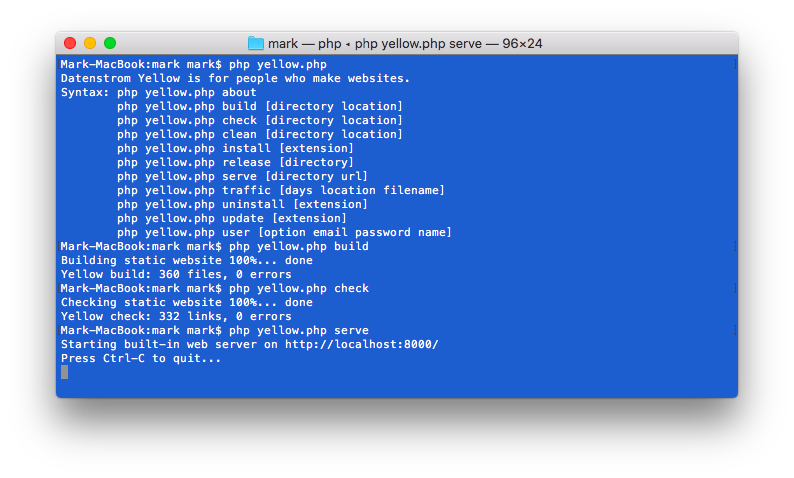 mark — php ◂ php yellow.php serve — 96×24
Mark-MacBook:mark mark$ php yellow.php
Datenstrom Yellow is for people who make websites.
Syntax: php yellow.php about
        php yellow.php build [directory location]
        php yellow.php check [directory location]
        php yellow.php clean [directory location]
        php yellow.php install [extension]
        php yellow.php release [directory]
        php yellow.php serve [directory url]
        php yellow.php traffic [days location filename]
        php yellow.php uninstall [extension]
        php yellow.php update [extension]
        php yellow.php user [option email password name]
Mark-MacBook:mark mark$ php yellow.php build
Building static website 100%... done
Yellow build: 360 files, 0 errors
Mark-MacBook:mark mark$ php yellow.php check
Checking static website 100%... done
Yellow check: 332 links, 0 errors
Mark-MacBook:mark mark$ php yellow.php serve
Starting built-in web server on http://localhost:8000/
Press Ctrl-C to quit...